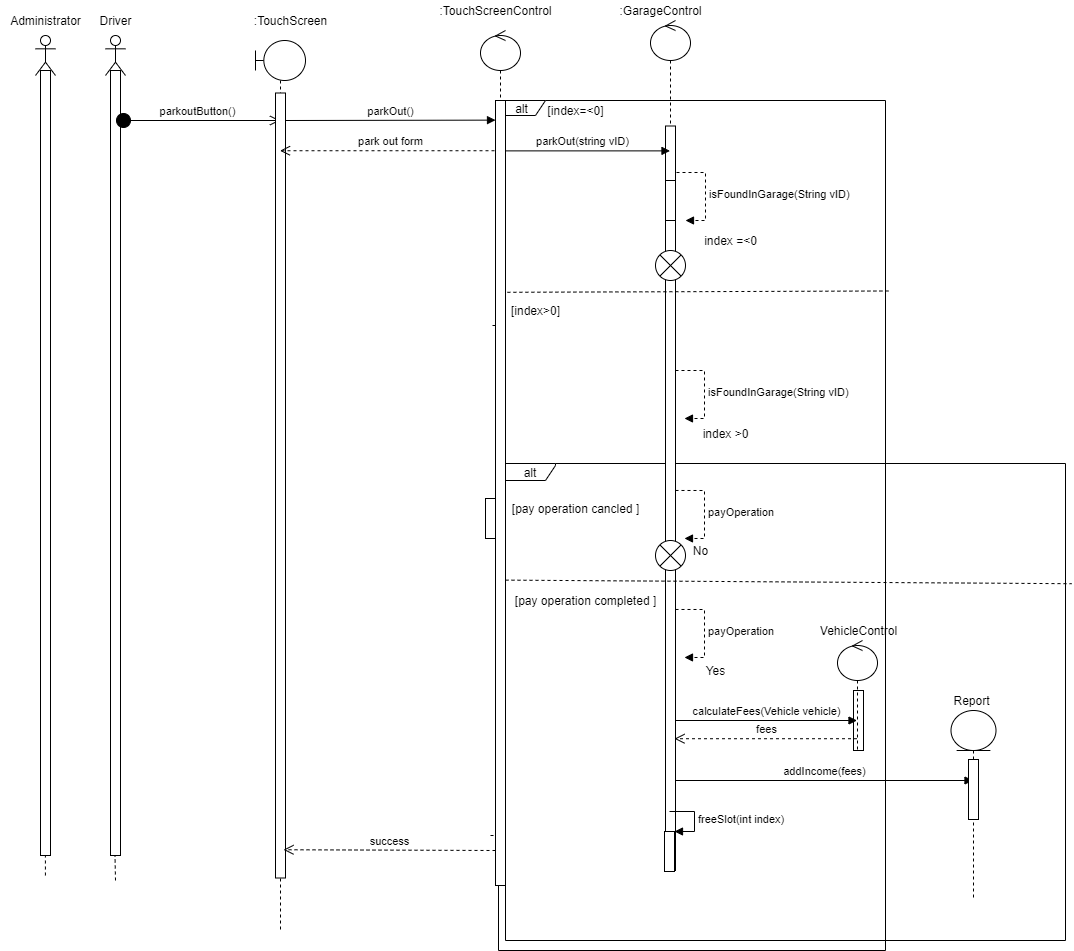 :TouchScreenControl
:GarageControl
Administrator
Driver
:TouchScreen
alt
[index=<0]
parkoutButton()
parkOut()
park out form
parkOut(string vID)
isFoundInGarage(String vID)
index =<0
[index>0]
isFoundInGarage(String vID)
index >0
alt
[pay operation cancled ]
payOperation
No
[pay operation completed ]
payOperation
VehicleControl
Yes
Report
calculateFees(Vehicle vehicle)
fees
addIncome(fees)
freeSlot(int index)
success